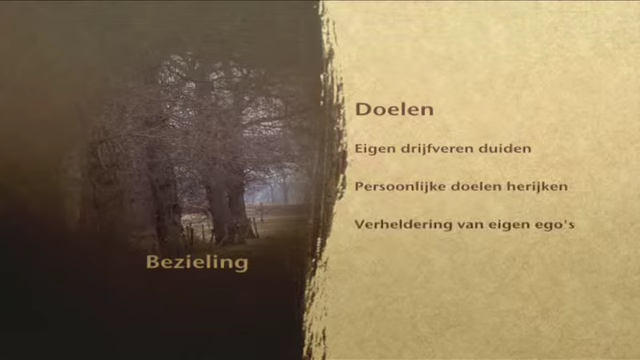 Doelen
Eigen drijfveren duiden
Persoonlijke doelen herijken
Verheldering van eigen ego's
Bezieling